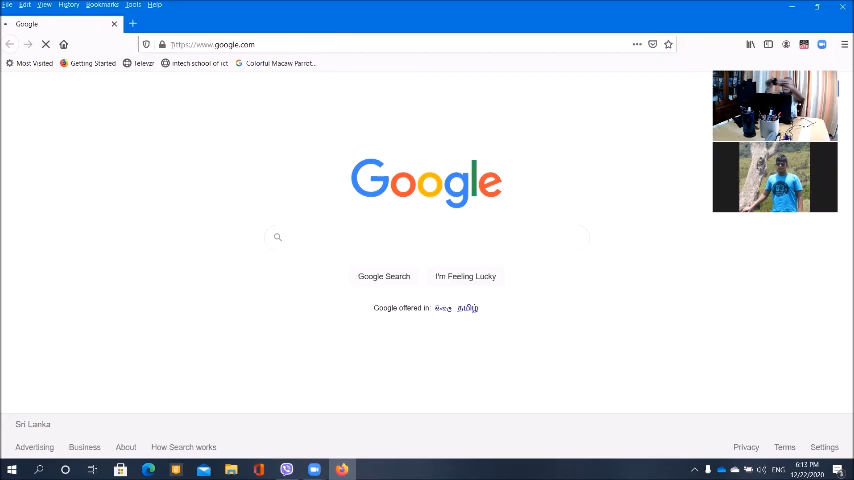 File Edit View History Bookmarks Tools Help
Google
https://www.google.com
Most Visited Getting Started Televzr intech school of ict Colorful Macaw Parrot...
Google
Google Search I'm Feeling Lucky
Google offered in: සිංහල தமிழ்
Sri Lanka
Advertising Business About How Search works Privacy Terms Settings
ENG
6:13 PM
12/22/2020